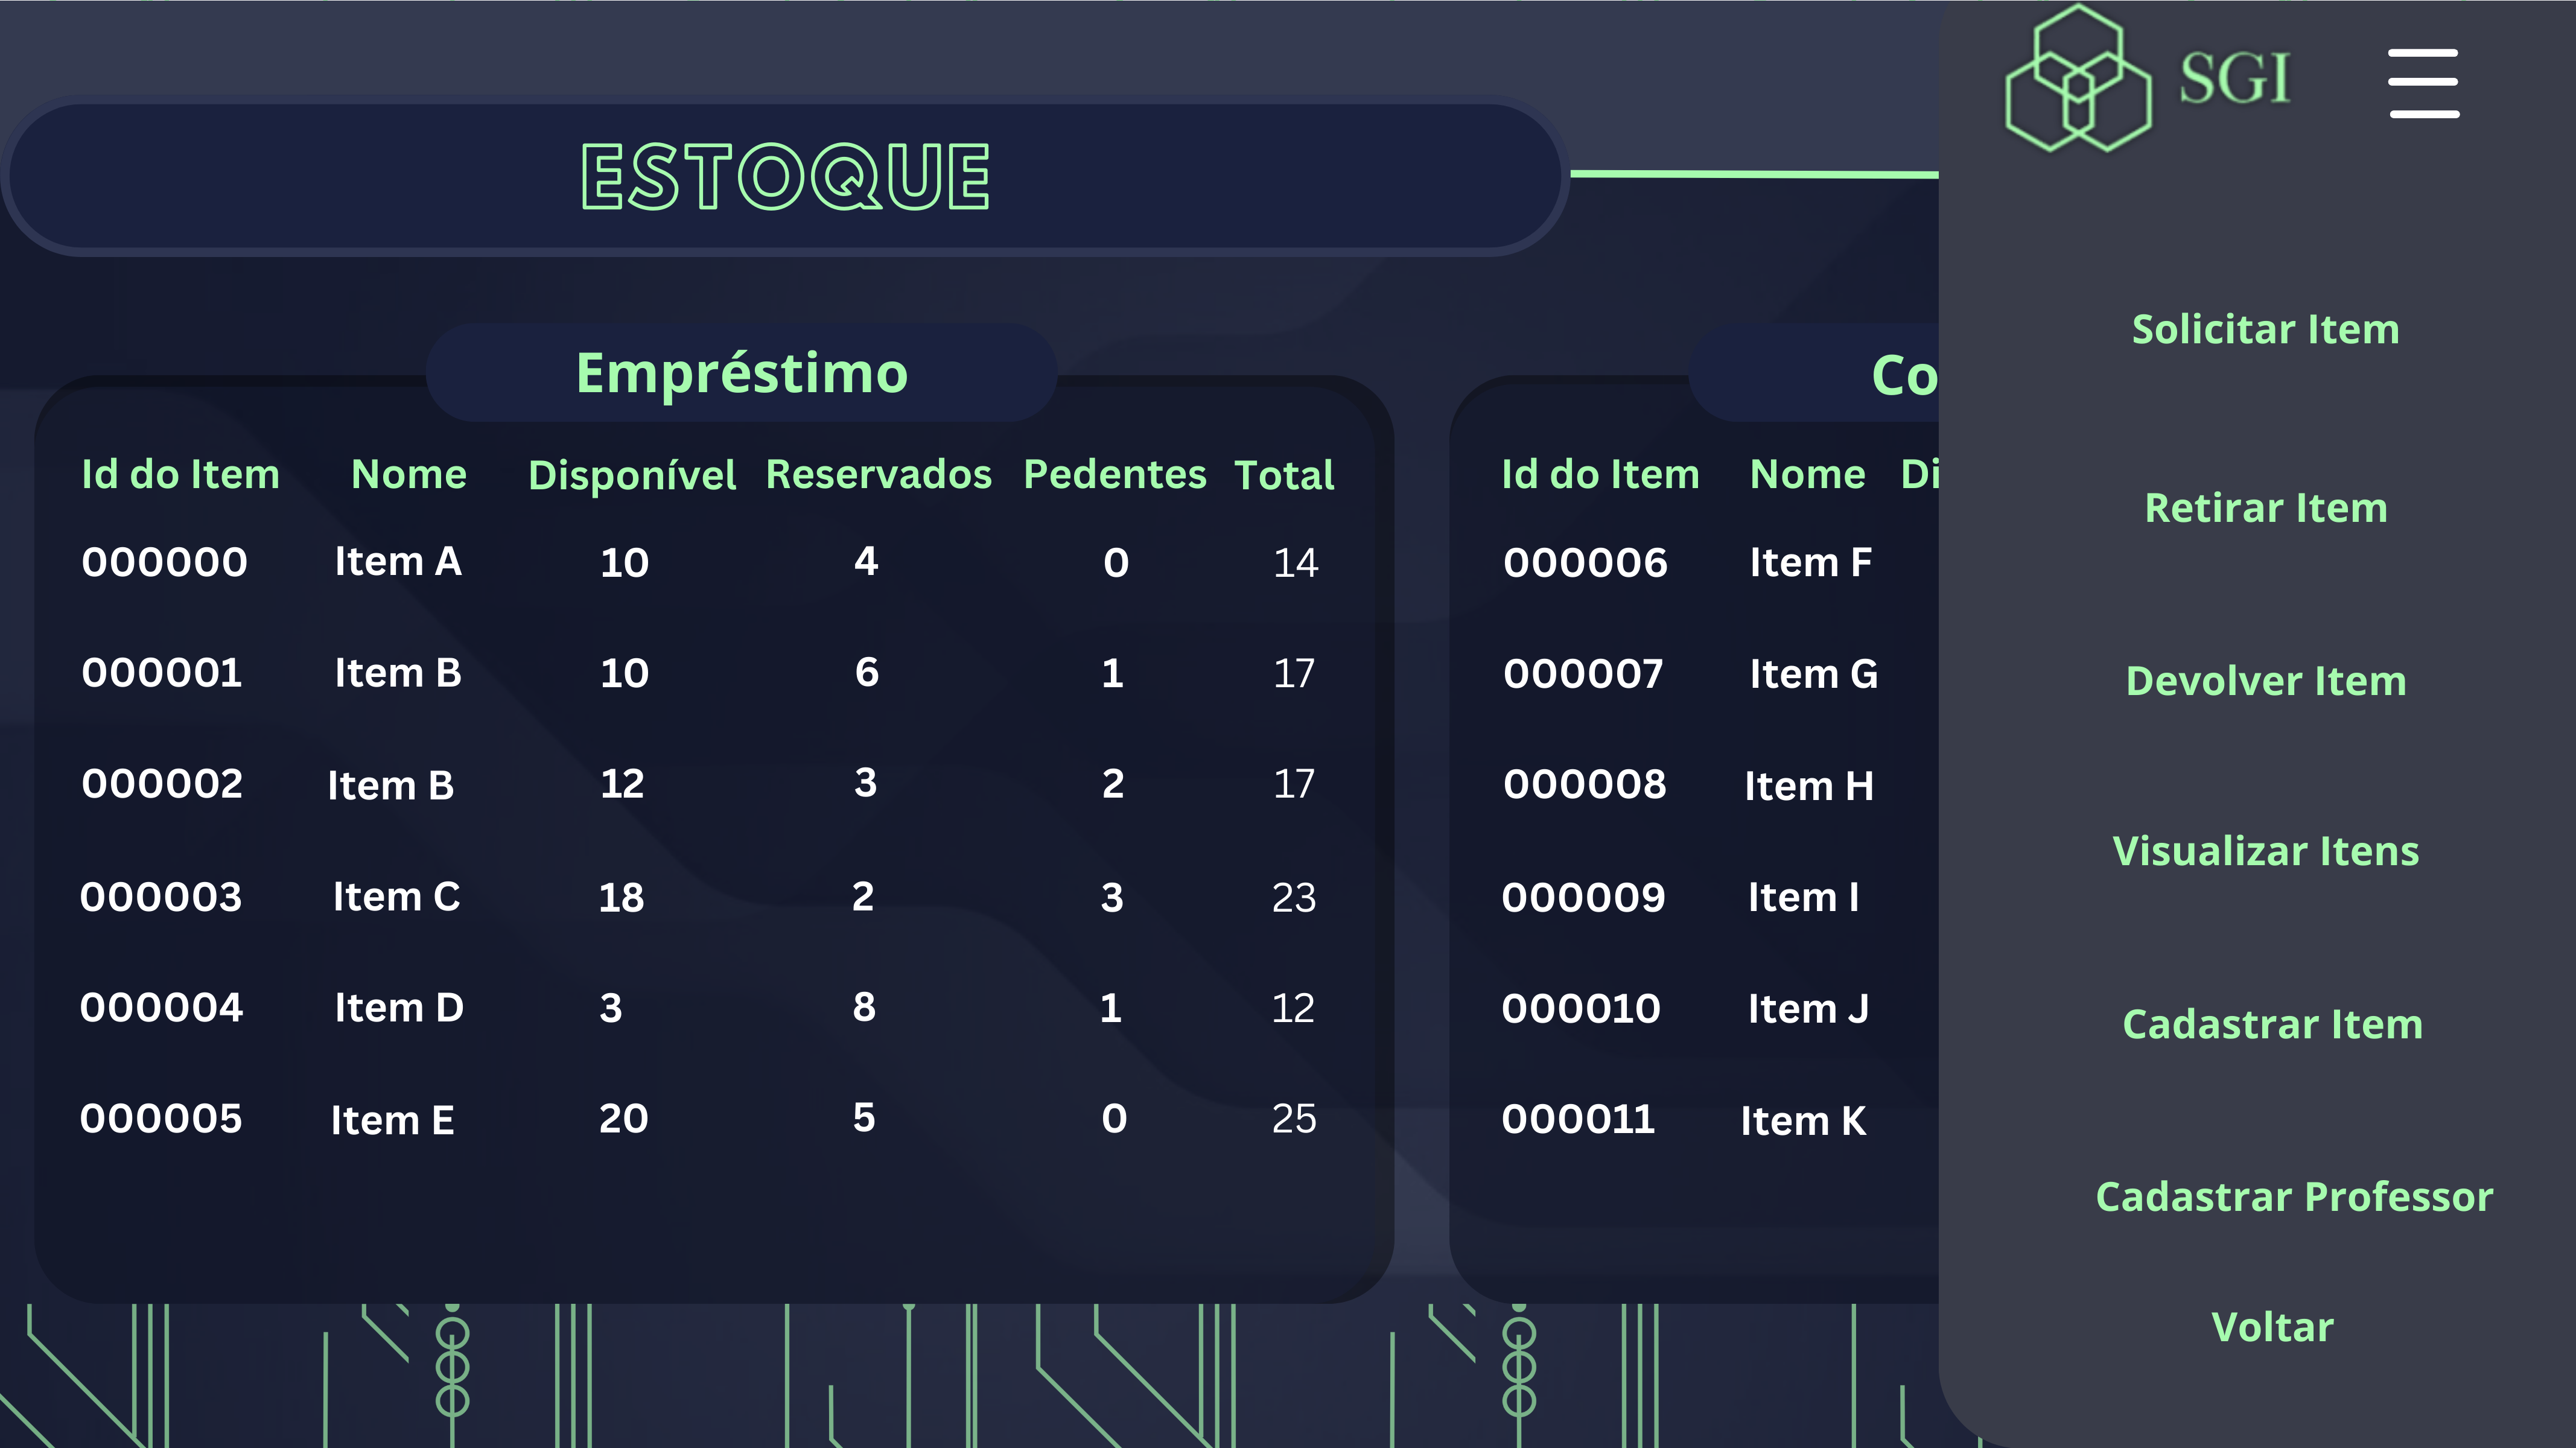 SGI
ESTOQUE
Empréstimo
Id do Item Nome Disponível Reservados Pedentes Total
000000 Item A 10 4 0 14
000001 Item B 10 6 1 17
000002 Item B 12 3 2 17
000003 Item C 18 2 3 23
000004 Item D 3 8 1 12
000005 Item E 20 5 0 25
Co
Id do Item Nome Di
000006 Item F
000007 Item G
000008 Item H
000009 Item I
000010 Item J
000011 Item K
Solicitar Item
Retirar Item
Devolver Item
Visualizar Itens
Cadastrar Item
Cadastrar Professor
Voltar